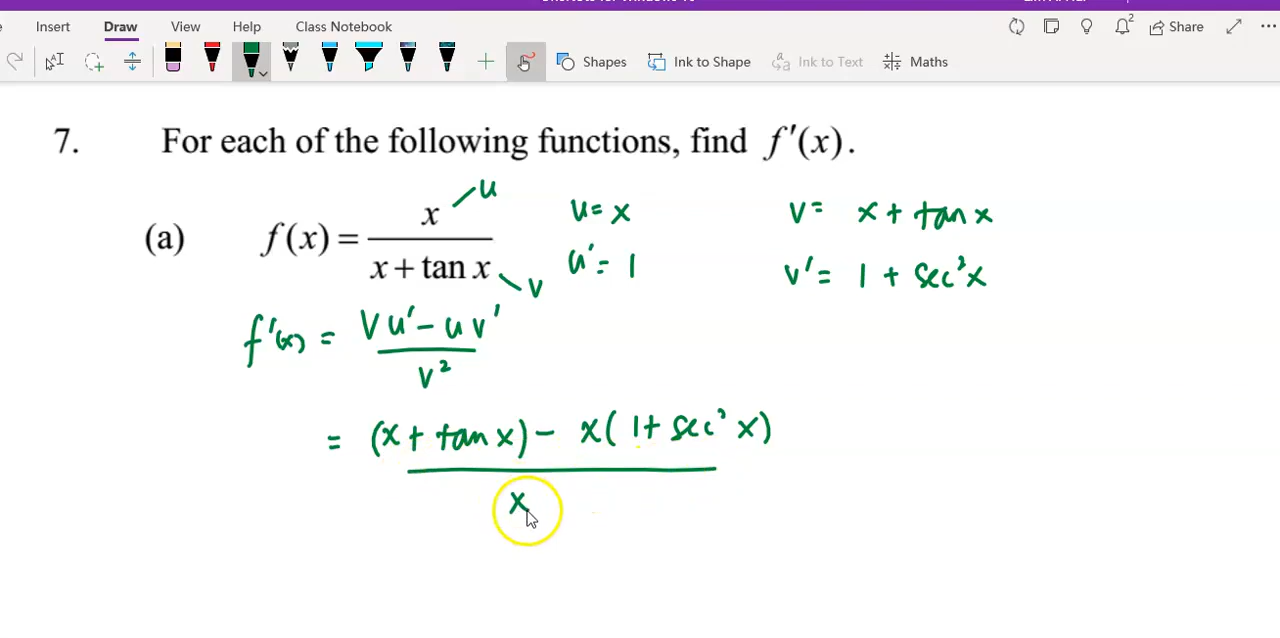 Insert Draw View Help Class Notebook Share
Shapes Ink to Shape Ink to Text Maths
7. For each of the following functions, find f′(x).
(a) f(x) = x / (x + tan x)
u
v
u = x
u' = 1
v = x + tan x
v' = 1 + sec²x
f'(x) = (vu' − uv') / v²
= ((x + tan x) − x(1 + sec²x)) / x